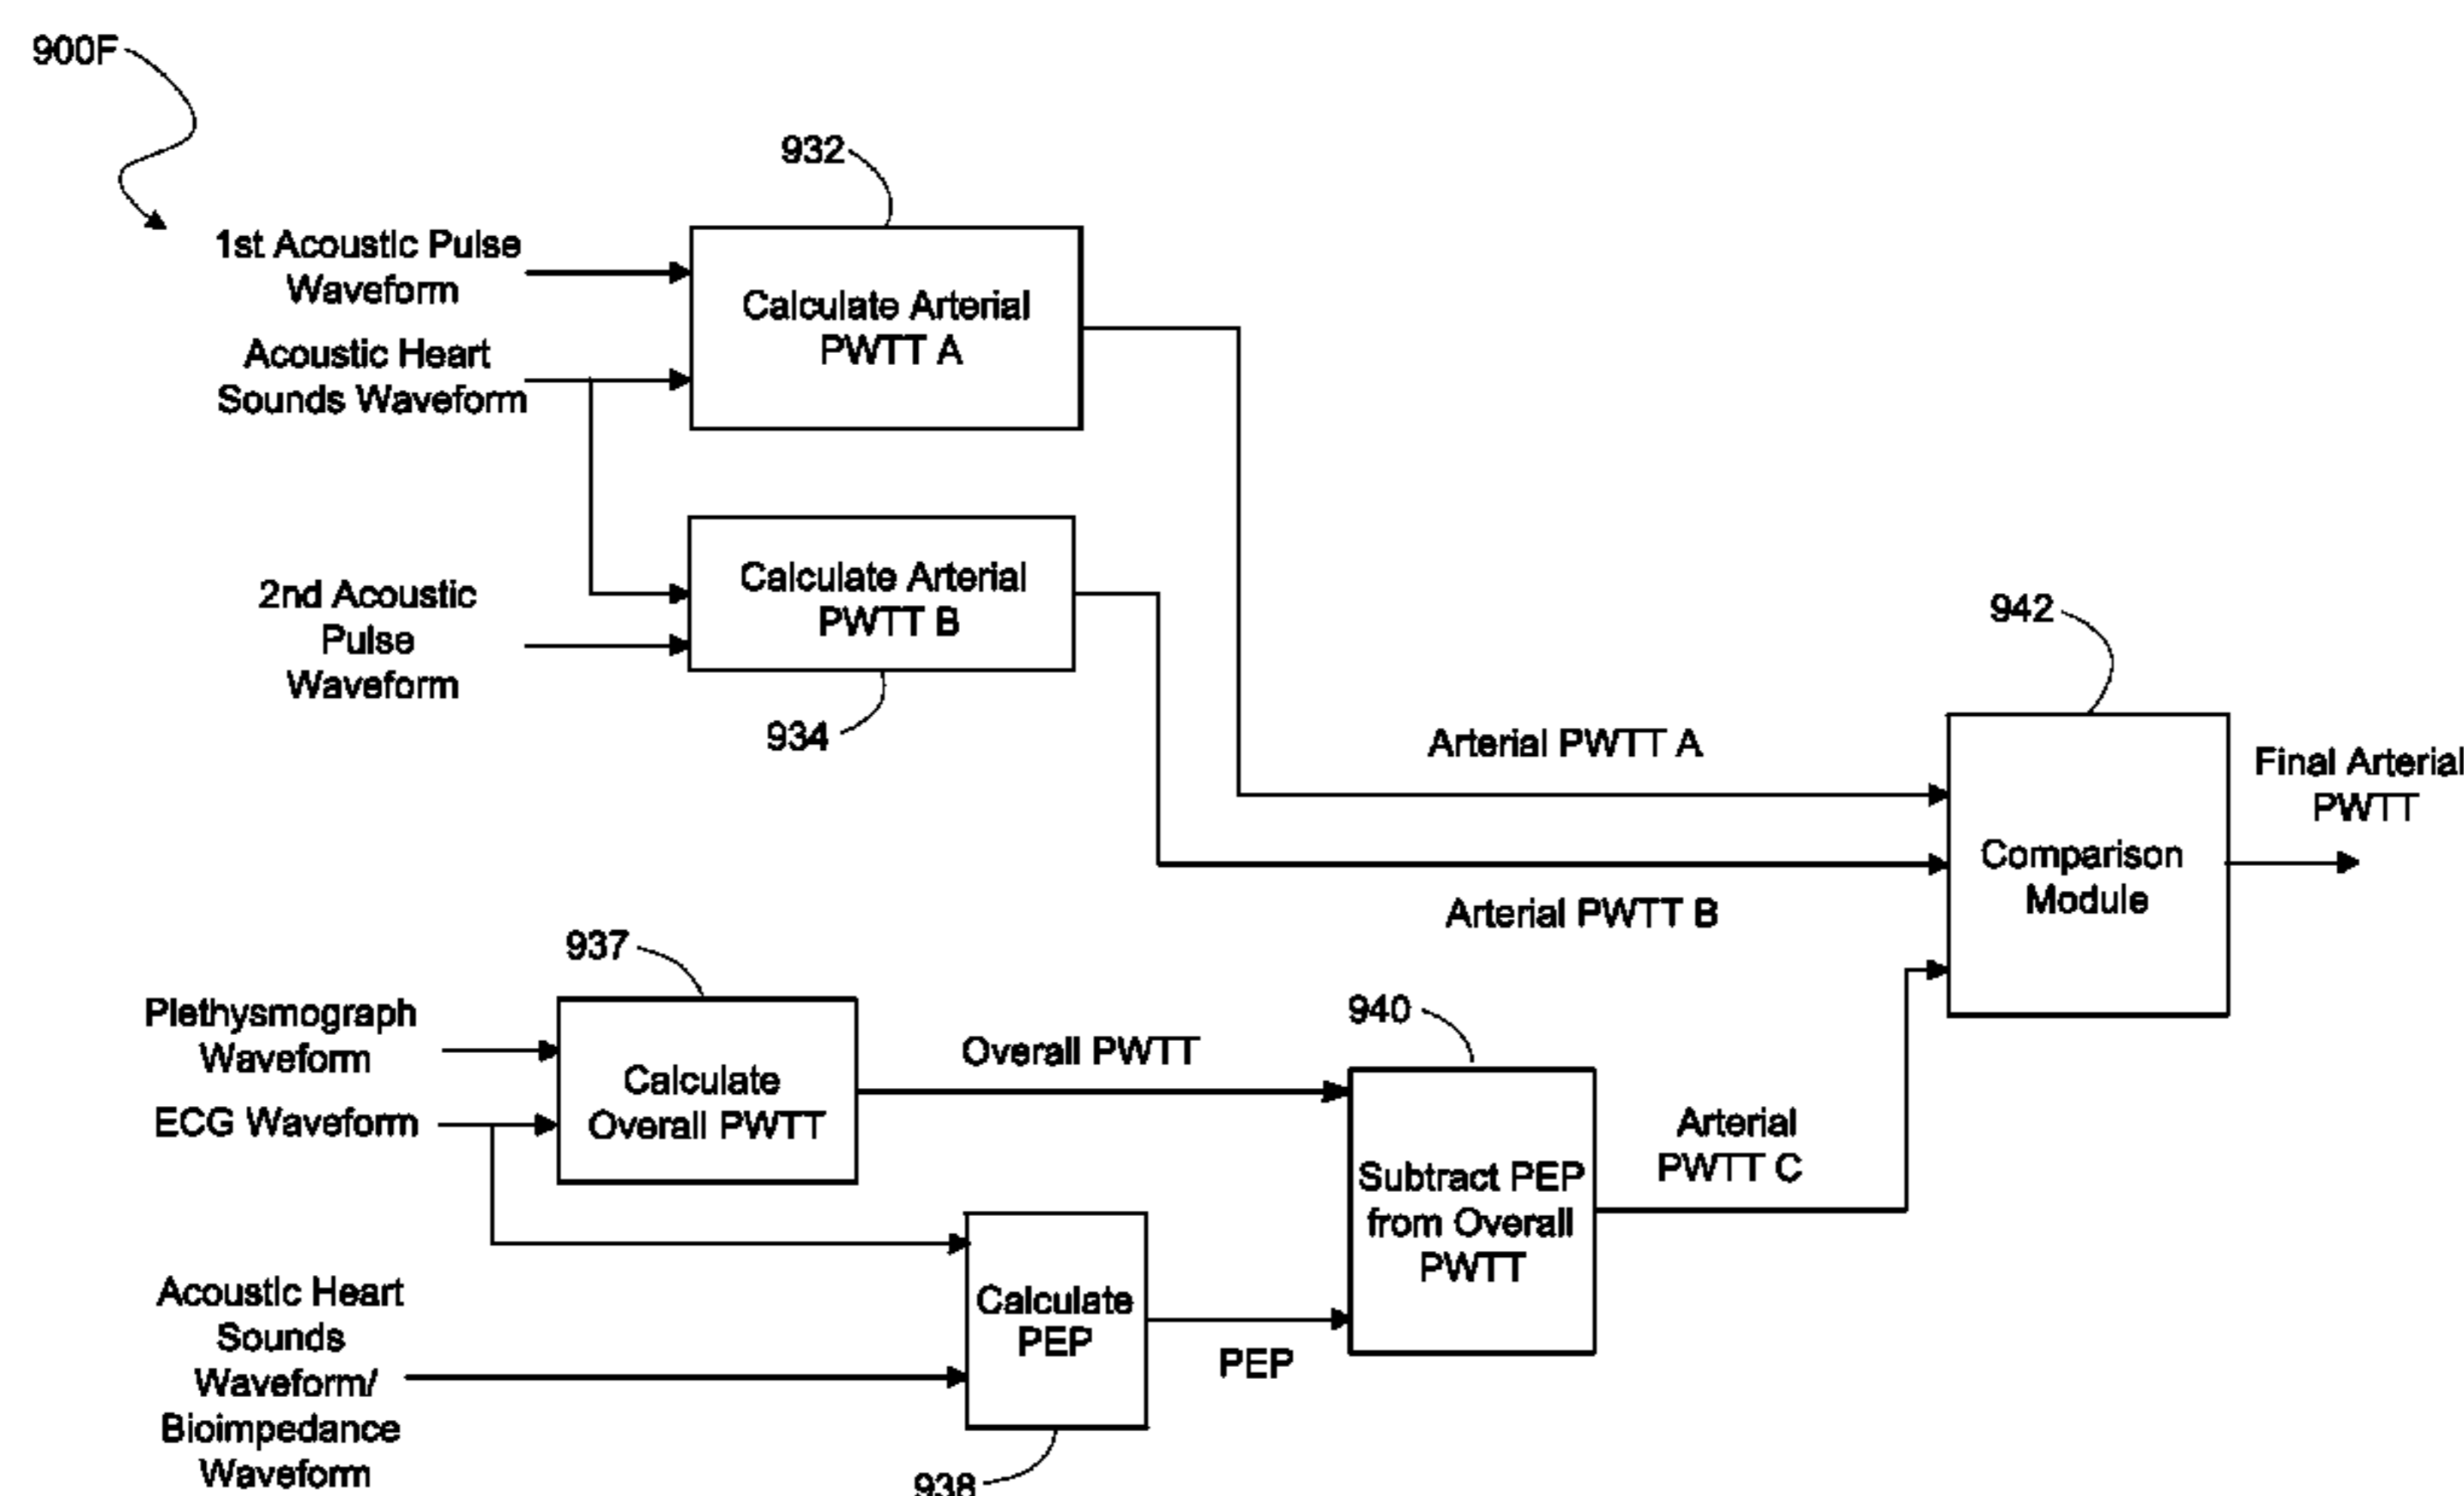 900F
932
1st Acoustic Pulse
Waveform
Calculate Arterial
PWTT A
Acoustic Heart
Sounds Waveform
2nd Acoustic
Pulse
Waveform
Calculate Arterial
PWTT B
934
942
Arterial PWTT A
Final Arterial
PWTT
Comparison
Module
Arterial PWTT B
937
Plethysmograph
Waveform
ECG Waveform
Calculate
Overall PWTT
Overall PWTT
940
Subtract PEP
from Overall
PWTT
Arterial
PWTT C
Acoustic Heart
Sounds
Waveform/
Bioimpedance
Waveform
Calculate
PEP
PEP
938